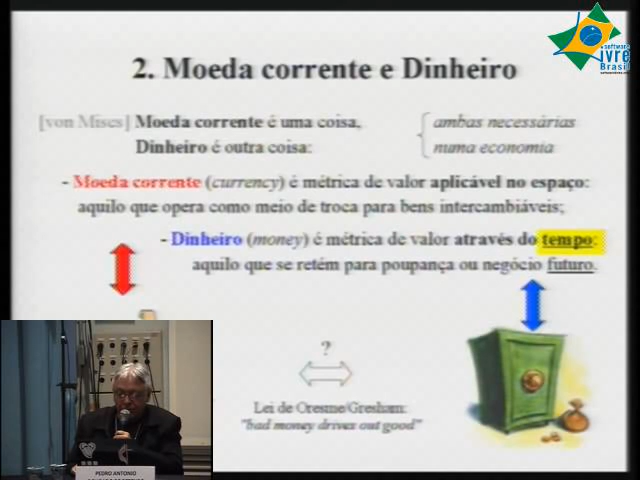 software
livre
Brasil
2. Moeda corrente e Dinheiro
[von Mises] Moeda corrente é uma coisa,
Dinheiro é outra coisa:
ambas necessárias
numa economia
- Moeda corrente (currency) é métrica de valor aplicável no espaço:
aquilo que opera como meio de troca para bens intercambiáveis;
- Dinheiro (money) é métrica de valor através do tempo:
aquilo que se retém para poupança ou negócio futuro.
?
Lei de Oresme/Gresham:
"bad money drives out good"
PEDRO ANTONIO